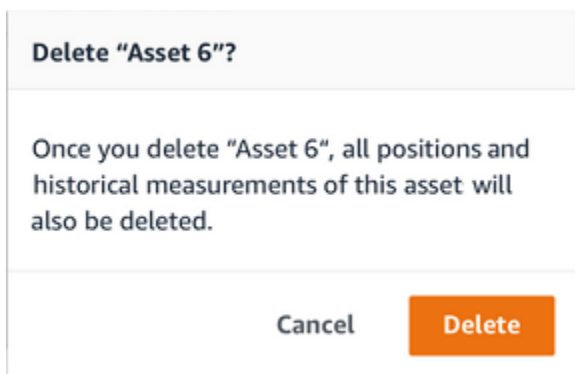 Delete “Asset 6”?
Once you delete “Asset 6“, all positions and
historical measurements of this asset will
also be deleted.
Cancel
Delete